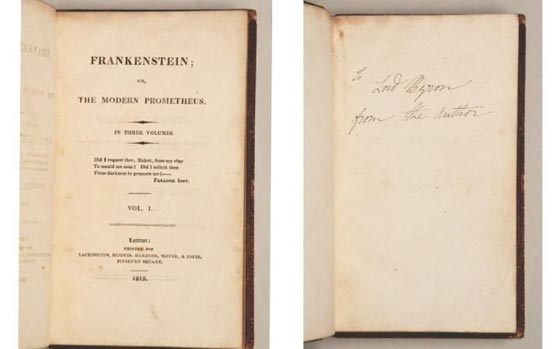 FRANKENSTEIN;
OR,
THE MODERN PROMETHEUS.
IN THREE VOLUMES.
Did I request thee, Maker, from my clay
To mould me man? Did I solicit thee
From darkness to promote me?——
PARADISE LOST.
VOL. I.
London:
PRINTED FOR
LACKINGTON, HUGHES, HARDING, MAVOR, & JONES,
FINSBURY SQUARE.
1818.
To Lord Byron
from the author